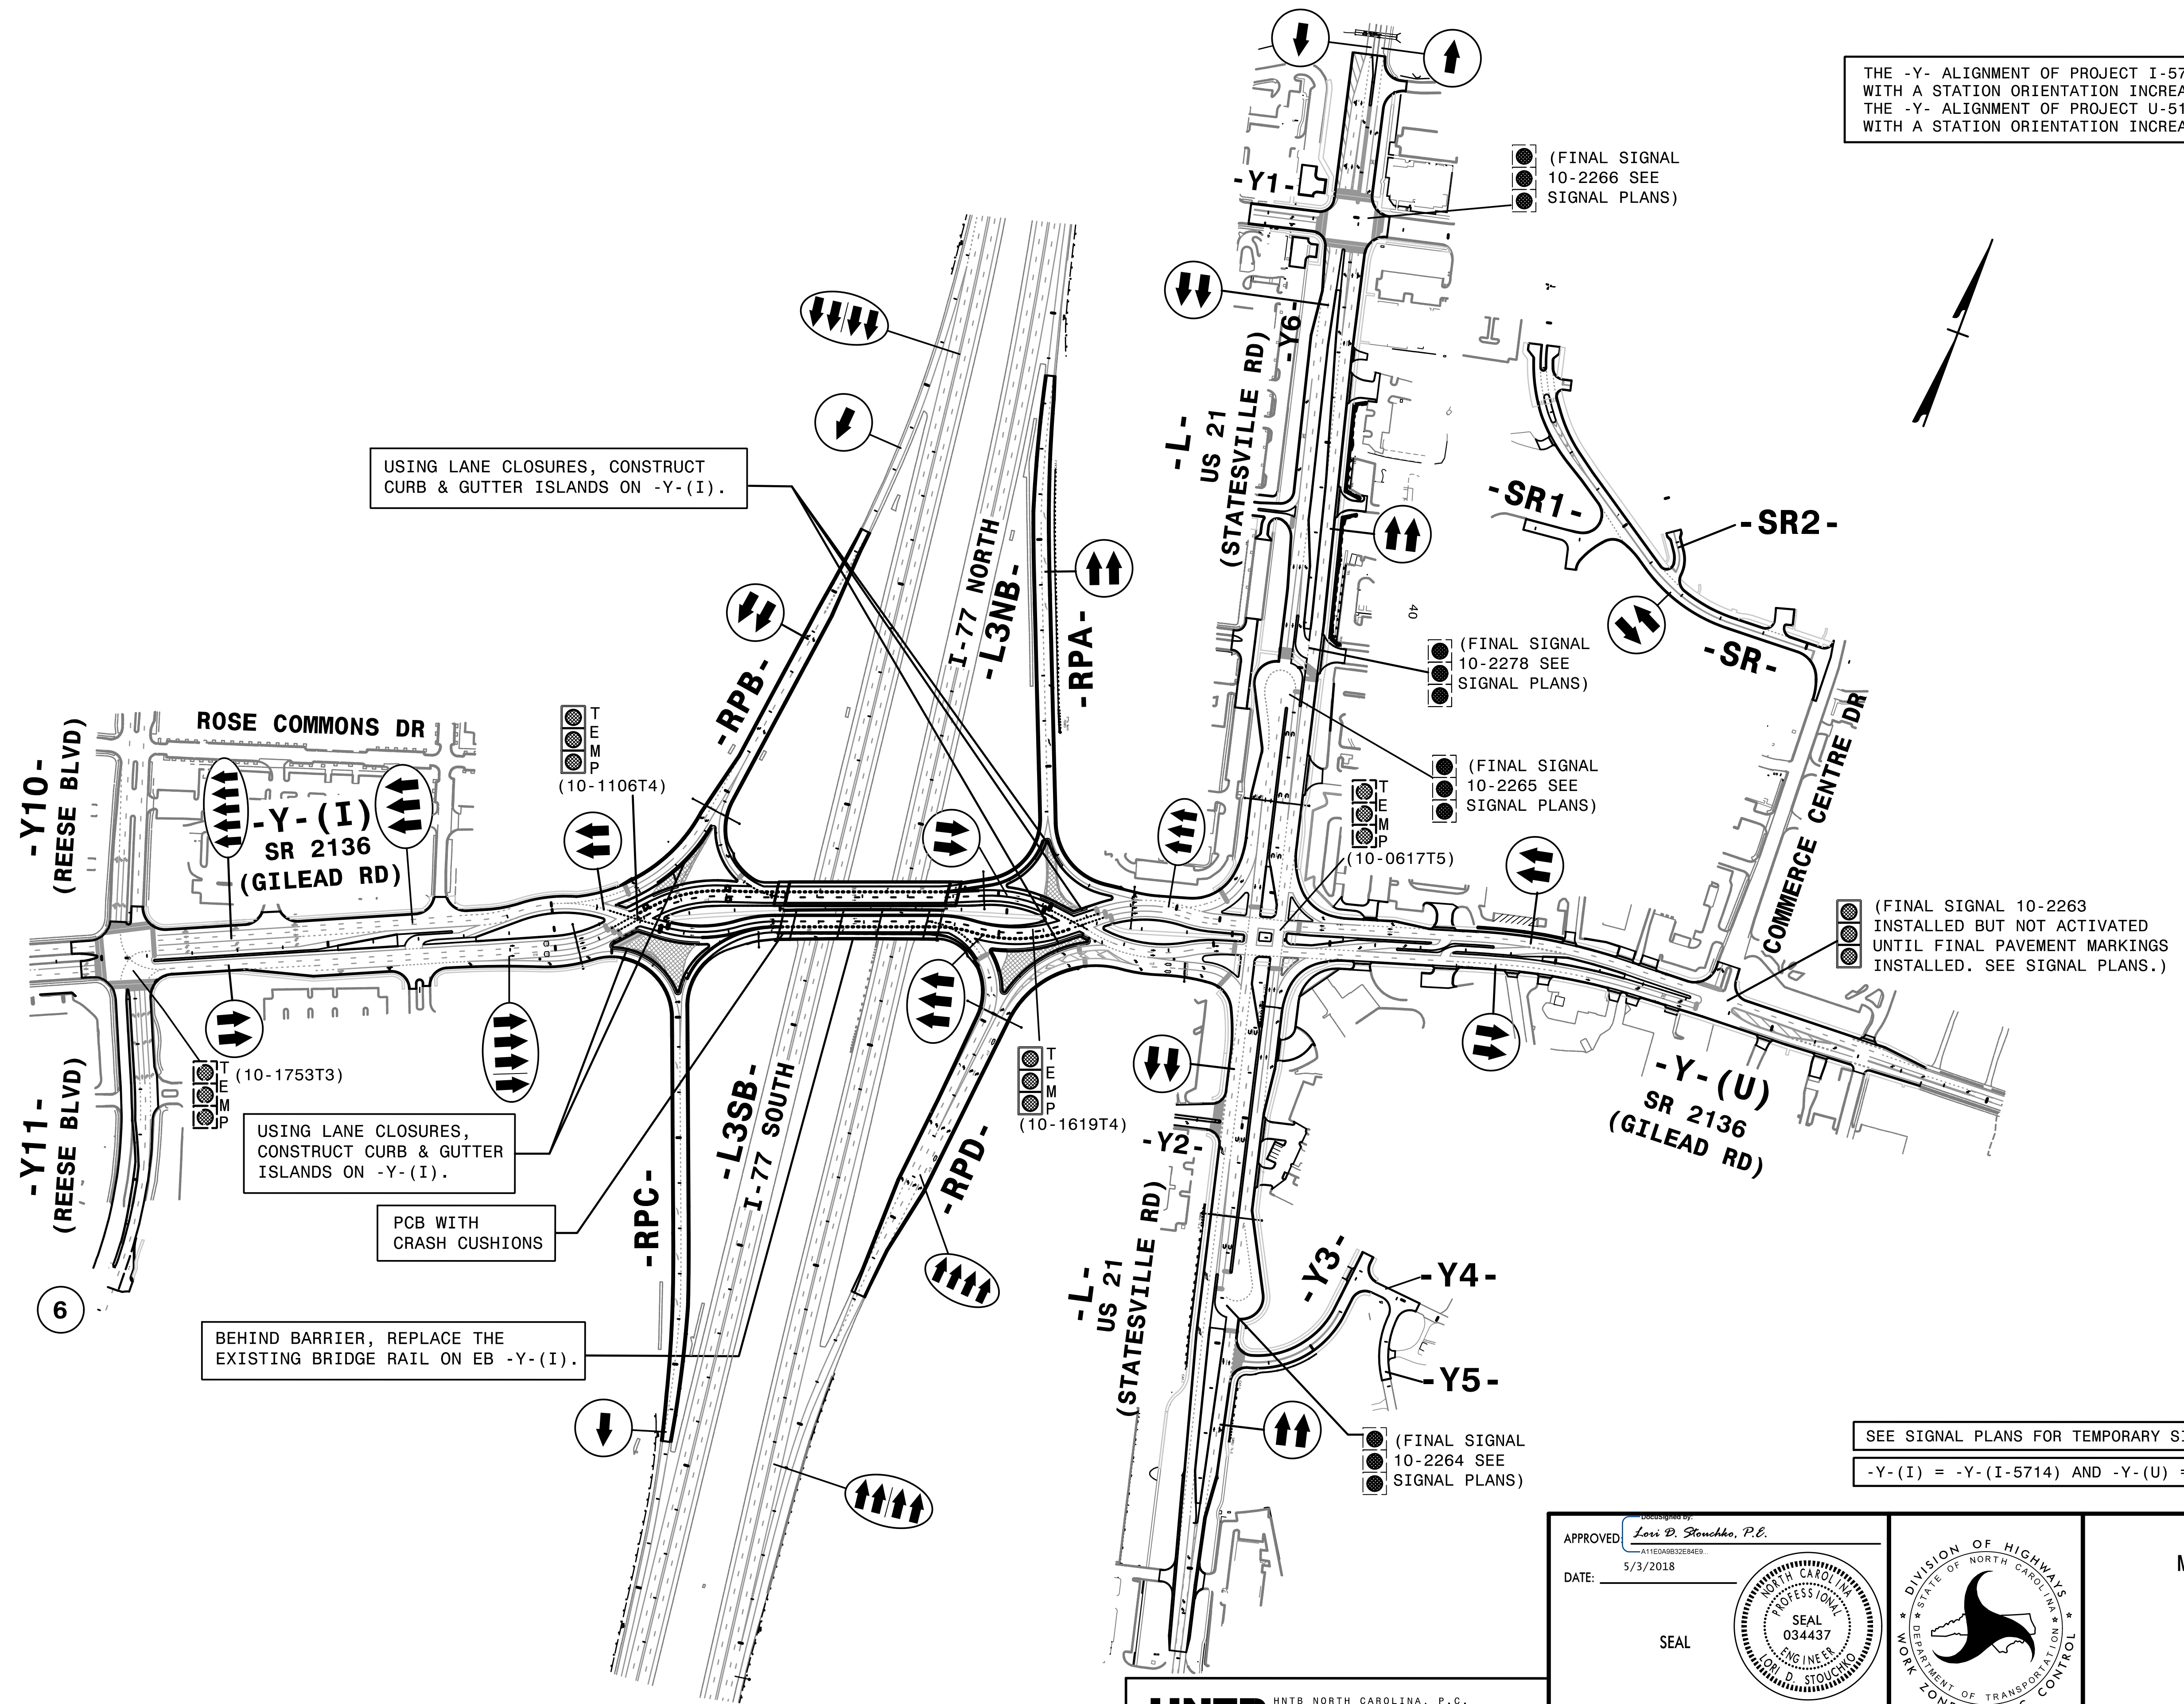 THE -Y- ALIGNMENT OF PROJECT I-57
WITH A STATION ORIENTATION INCREA
THE -Y- ALIGNMENT OF PROJECT U-51
WITH A STATION ORIENTATION INCREA
(FINAL SIGNAL
10-2266 SEE
SIGNAL PLANS)
-Y1-
-Y6-
-L-
US 21
(STATESVILLE RD)
USING LANE CLOSURES, CONSTRUCT
CURB & GUTTER ISLANDS ON -Y-(I).
-SR1-
-SR2-
-SR-
40
I-77 NORTH
-L3NB-
-RPA-
-RPB-
(FINAL SIGNAL
10-2278 SEE
SIGNAL PLANS)
(FINAL SIGNAL
10-2265 SEE
SIGNAL PLANS)
COMMERCE CENTRE DR
ROSE COMMONS DR
-Y10-
(REESE BLVD)
-Y-(I)
SR 2136
(GILEAD RD)
TEMP
(10-1106T4)
TEMP
(10-0617T5)
(FINAL SIGNAL 10-2263
INSTALLED BUT NOT ACTIVATED
UNTIL FINAL PAVEMENT MARKINGS
INSTALLED. SEE SIGNAL PLANS.)
-Y11-
(REESE BLVD)
TEMP
(10-1753T3)
USING LANE CLOSURES,
CONSTRUCT CURB & GUTTER
ISLANDS ON -Y-(I).
-L3SB-
I-77 SOUTH
-RPC-
-RPD-
TEMP
(10-1619T4)
-Y2-
-Y-(U)
SR 2136
(GILEAD RD)
PCB WITH
CRASH CUSHIONS
-L-
US 21
(STATESVILLE RD)
-Y3-
-Y4-
-Y5-
6
BEHIND BARRIER, REPLACE THE
EXISTING BRIDGE RAIL ON EB -Y-(I).
(FINAL SIGNAL
10-2264 SEE
SIGNAL PLANS)
SEE SIGNAL PLANS FOR TEMPORARY SI
-Y-(I) = -Y-(I-5714) AND -Y-(U) =
DocuSigned by:
APPROVED: Lori D. Stouchko, P.E.
A11E0A9B32E84E9...
DATE: 5/3/2018
SEAL
NORTH CAROLINA
PROFESSIONAL
SEAL
034437
ENGINEER
LORI D. STOUCHKO
DIVISION OF HIGHWAYS
STATE OF NORTH CAROLINA
DEPARTMENT OF TRANSPORTATION
HNTB NORTH CAROLINA, P.C.